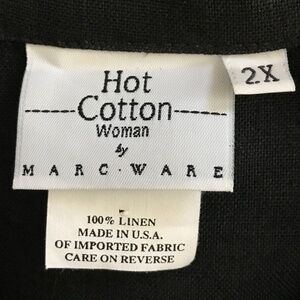 Hot
Cotton
Woman
by
MARC·WARE
2X
100% LINEN
MADE IN U.S.A.
OF IMPORTED FABRIC
CARE ON REVERSE